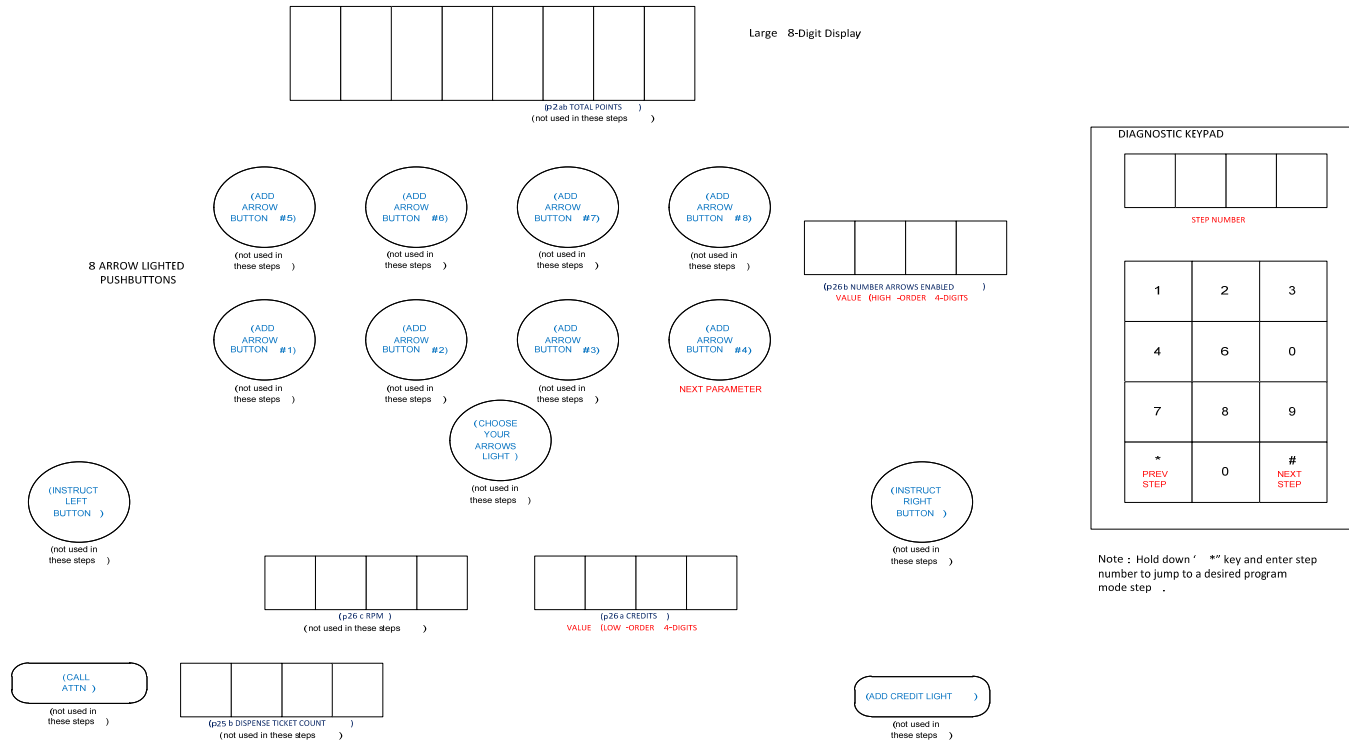 Large 8-Digit Display
(p2ab TOTAL POINTS )
(not used in these steps )
DIAGNOSTIC KEYPAD
STEP NUMBER
(ADD
ARROW
BUTTON #5)
(not used in
these steps )
(ADD
ARROW
BUTTON #6)
(not used in
these steps )
(ADD
ARROW
BUTTON #7)
(not used in
these steps )
(ADD
ARROW
BUTTON #8)
(not used in
these steps )
8 ARROW LIGHTED
PUSHBUTTONS
(p26b NUMBER ARROWS ENABLED )
VALUE (HIGH -ORDER 4-DIGITS
1 2 3
4 6 0
7 8 9
* 0 #
PREV
STEP
NEXT
STEP
(ADD
ARROW
BUTTON #1)
(not used in
these steps )
(ADD
ARROW
BUTTON #2)
(not used in
these steps )
(ADD
ARROW
BUTTON #3)
(not used in
these steps )
(ADD
ARROW
BUTTON #4)
NEXT PARAMETER
(CHOOSE
YOUR
ARROWS
LIGHT )
(not used in
these steps )
(INSTRUCT
LEFT
BUTTON )
(not used in
these steps )
(INSTRUCT
RIGHT
BUTTON )
(not used in
these steps )
Note : Hold down ‘ *” key and enter step
number to jump to a desired program
mode step .
(p26 c RPM )
(not used in these steps )
(p26 a CREDITS )
VALUE (LOW -ORDER 4-DIGITS
(CALL
ATTN )
(not used in
these steps )
(p25 b DISPENSE TICKET COUNT )
(not used in these steps )
(ADD CREDIT LIGHT )
(not used in
these steps )